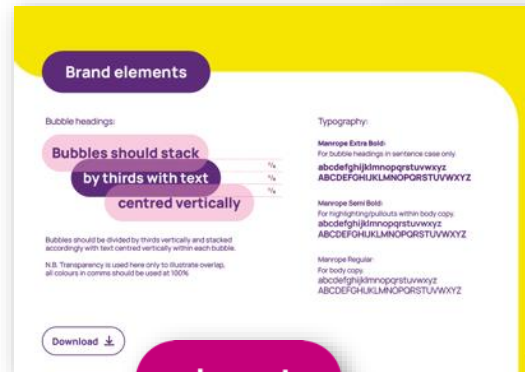 Brand elements
Bubble headings:
Bubbles should stack
by thirds with text
centred vertically
Bubbles should be divided by thirds vertically and stacked
accordingly with text centred vertically within each bubble.
N.B. Transparency is used here only to illustrate overlap,
all colours in comms should be used at 100%
Download
Typography:
Manrope Extra Bold:
For bubble headings in sentence case only.
abcdefghijklmnopqrstuvwxyz
ABCDEFGHIJKLMNOPQRSTUVWXYZ
Manrope Semi Bold:
For highlighting/pullouts within body copy.
abcdefghijklmnopqrstuvwxyz
ABCDEFGHIJKLMNOPQRSTUVWXYZ
Manrope Regular:
For body copy.
abcdefghijklmnopqrstuvwxyz
ABCDEFGHIJKLMNOPQRSTUVWXYZ